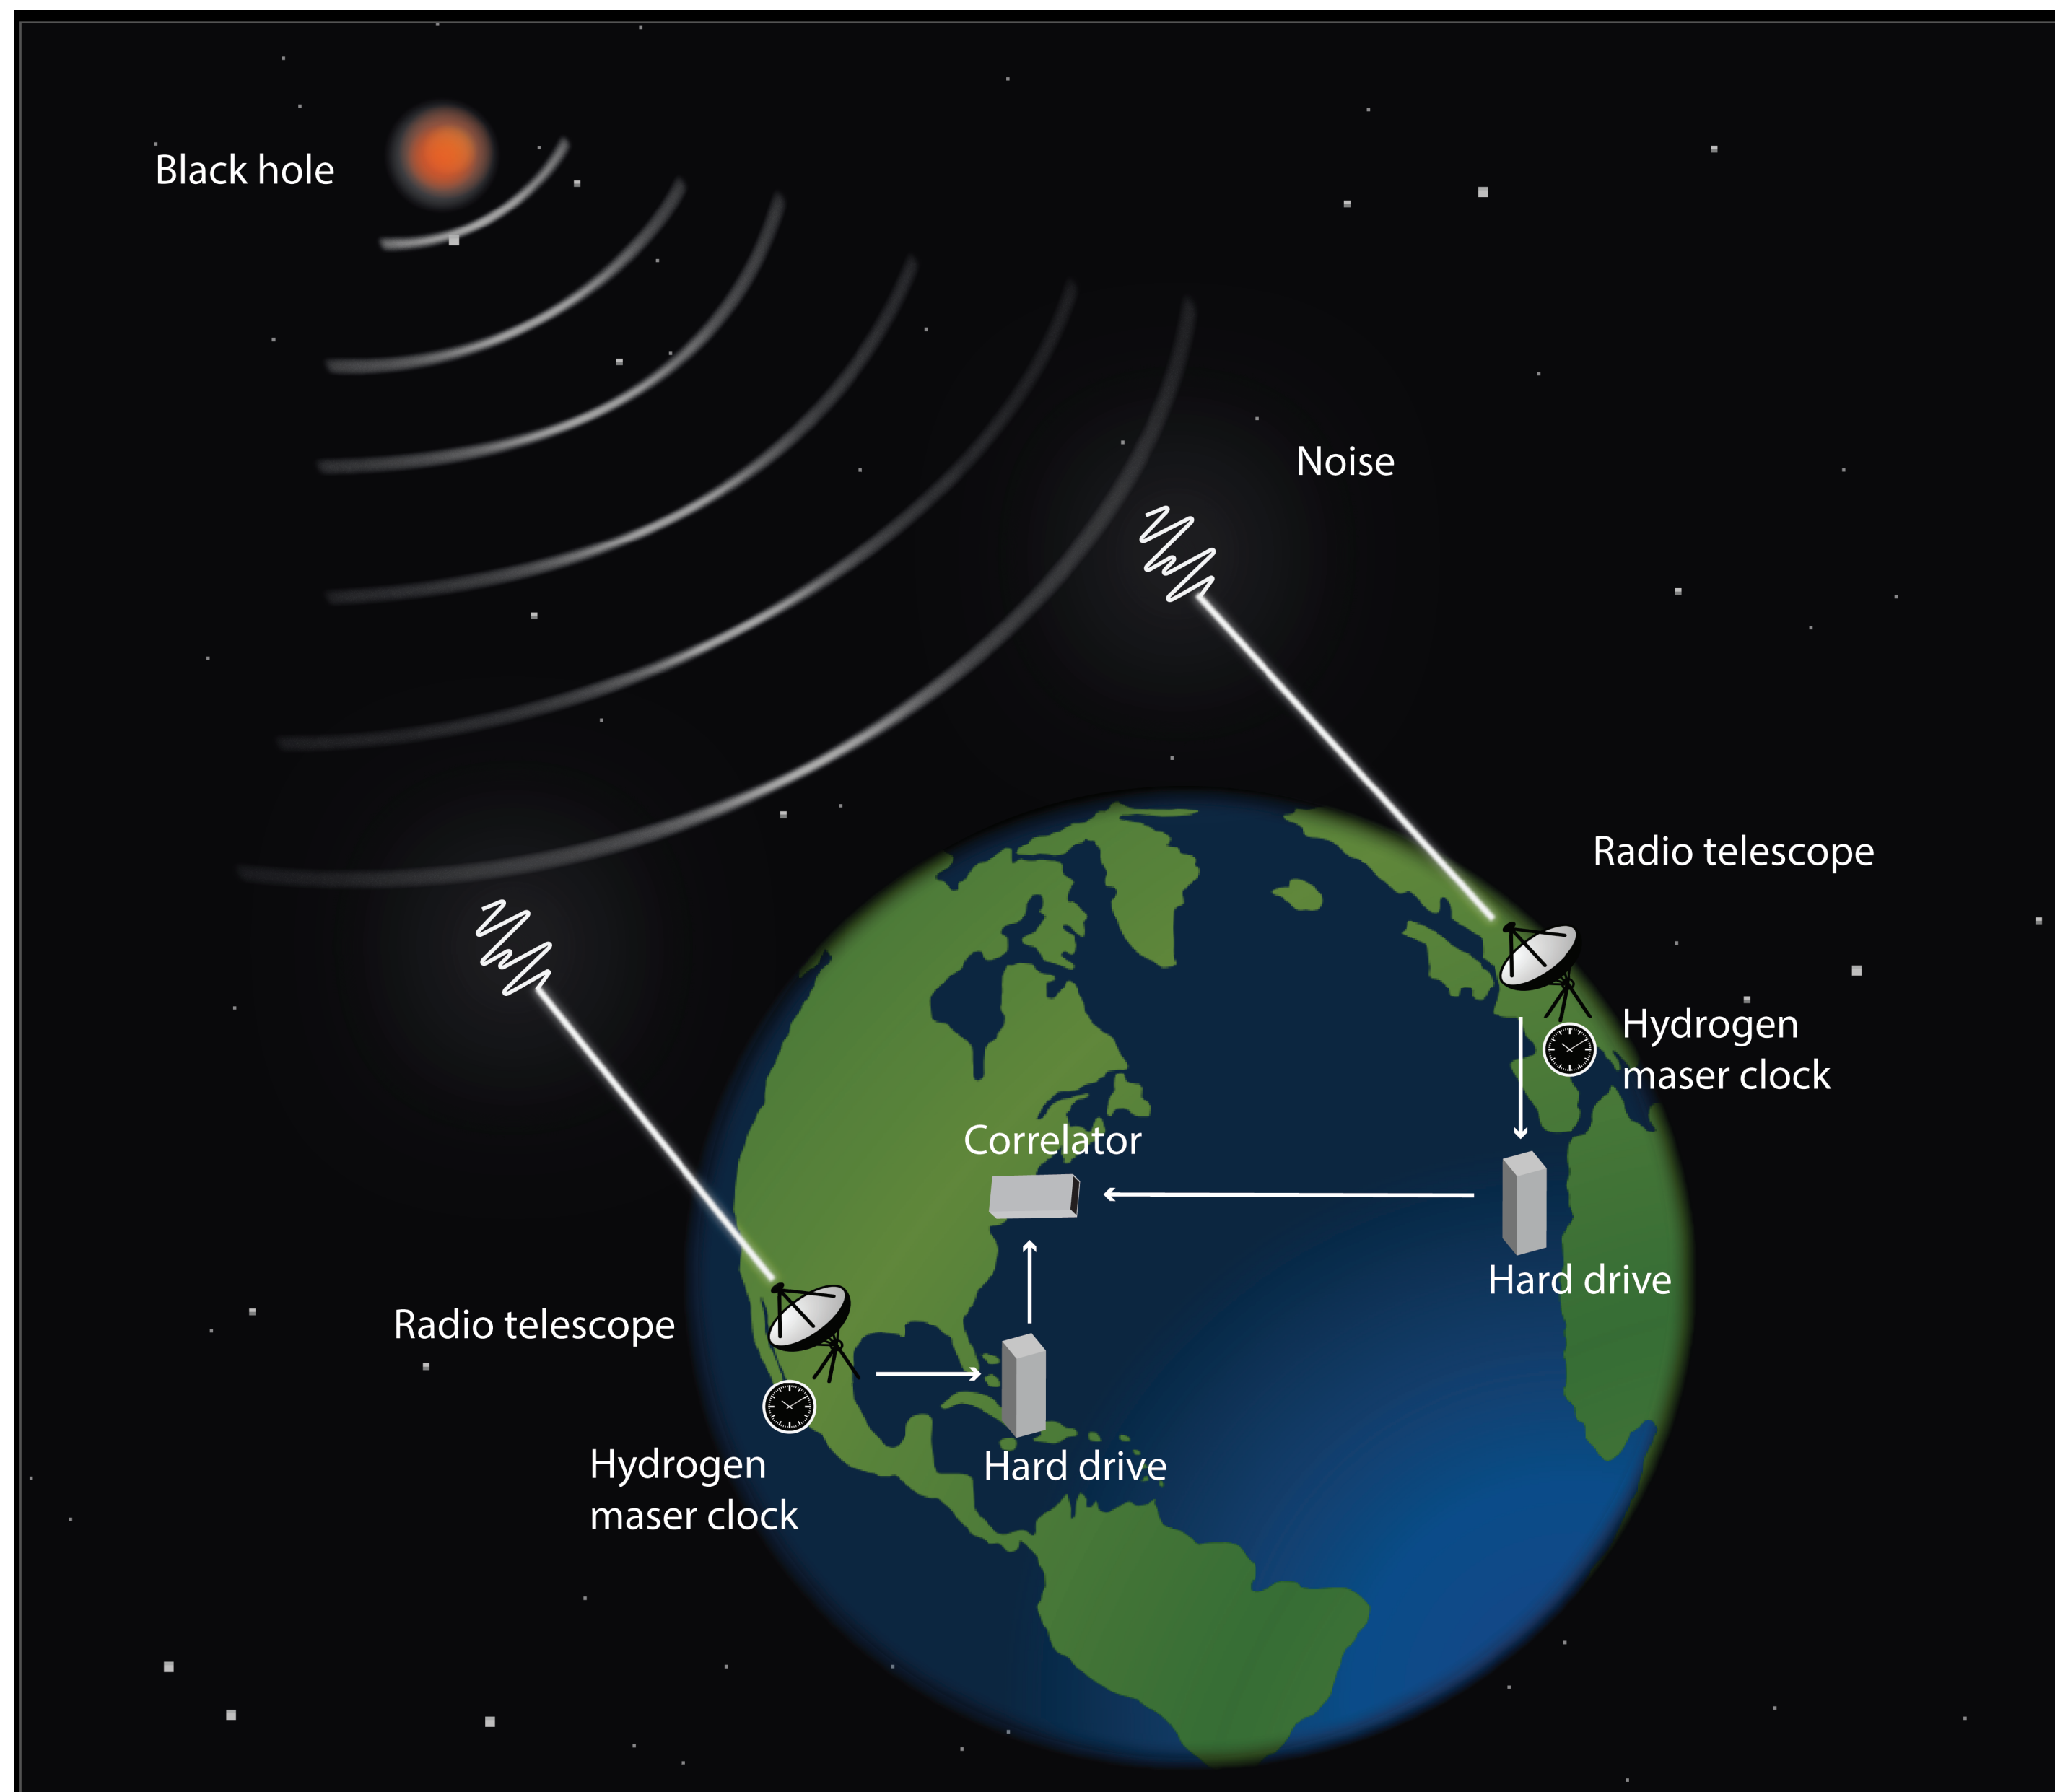 Black hole
Noise
Radio telescope
Hydrogen
maser clock
Correlator
Hard drive
Radio telescope
Hard drive
Hydrogen
maser clock